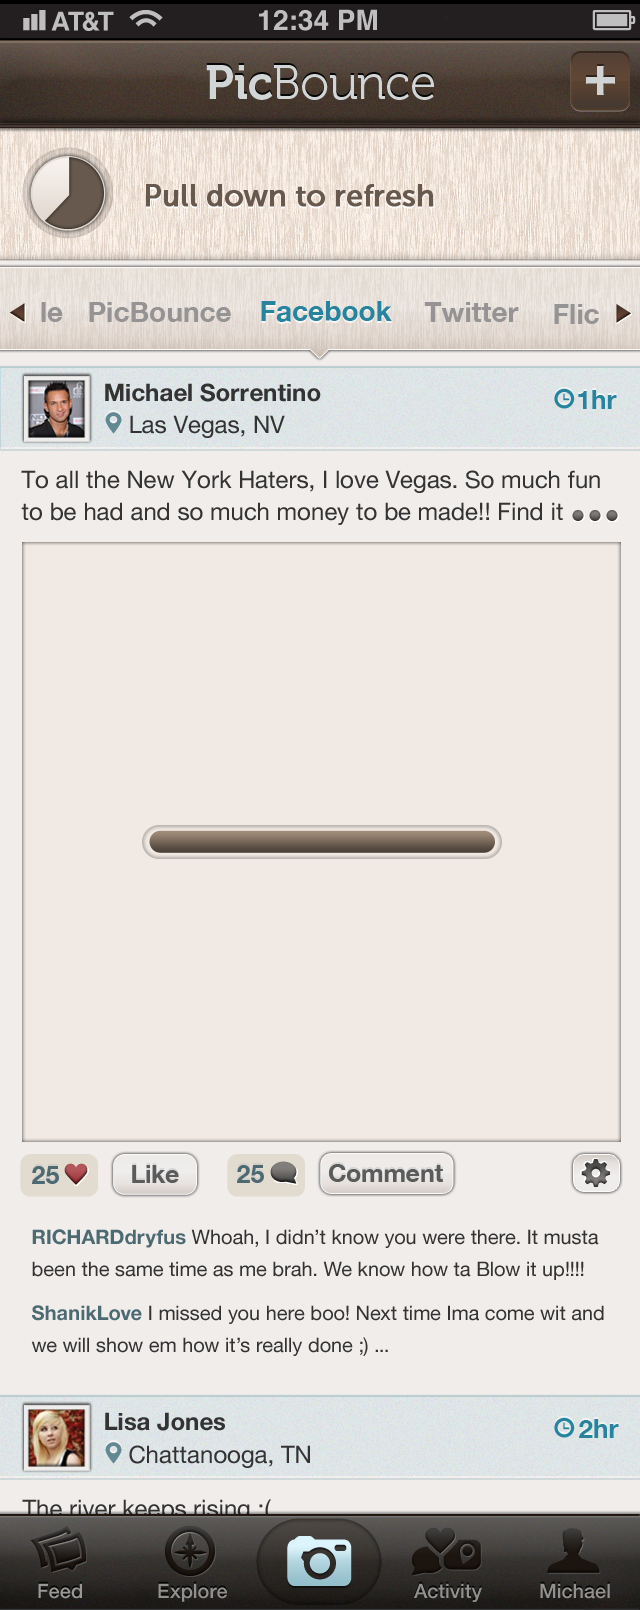 AT&T 12:34 PM
PicBounce
Pull down to refresh
le PicBounce Facebook Twitter Flic
Michael Sorrentino
1hr
Las Vegas, NV
To all the New York Haters, I love Vegas. So much fun
to be had and so much money to be made!! Find it •••
25 Like 25 Comment
RICHARDdryfus Whoah, I didn't know you were there. It musta
been the same time as me brah. We know how ta Blow it up!!!!
ShanikLove I missed you here boo! Next time Ima come wit and
we will show em how it's really done ;) ...
Lisa Jones
2hr
Chattanooga, TN
The river keeps rising :(
Feed Explore Activity Michael